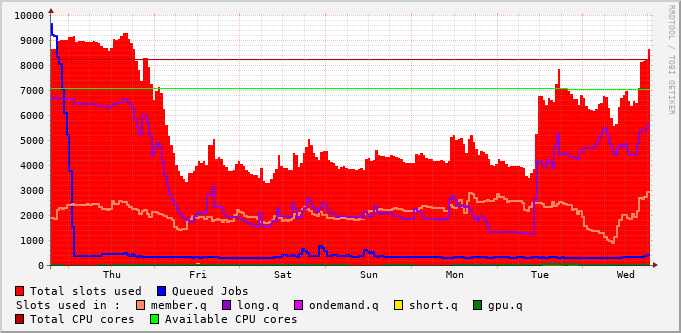 10000
9000
8000
7000
6000
5000
4000
3000
2000
1000
0
Thu Fri Sat Sun Mon Tue Wed
RRDTOOL / TOBI OETIKER
Total slots used Queued Jobs
Slots used in : member.q long.q ondemand.q short.q gpu.q
Total CPU cores Available CPU cores